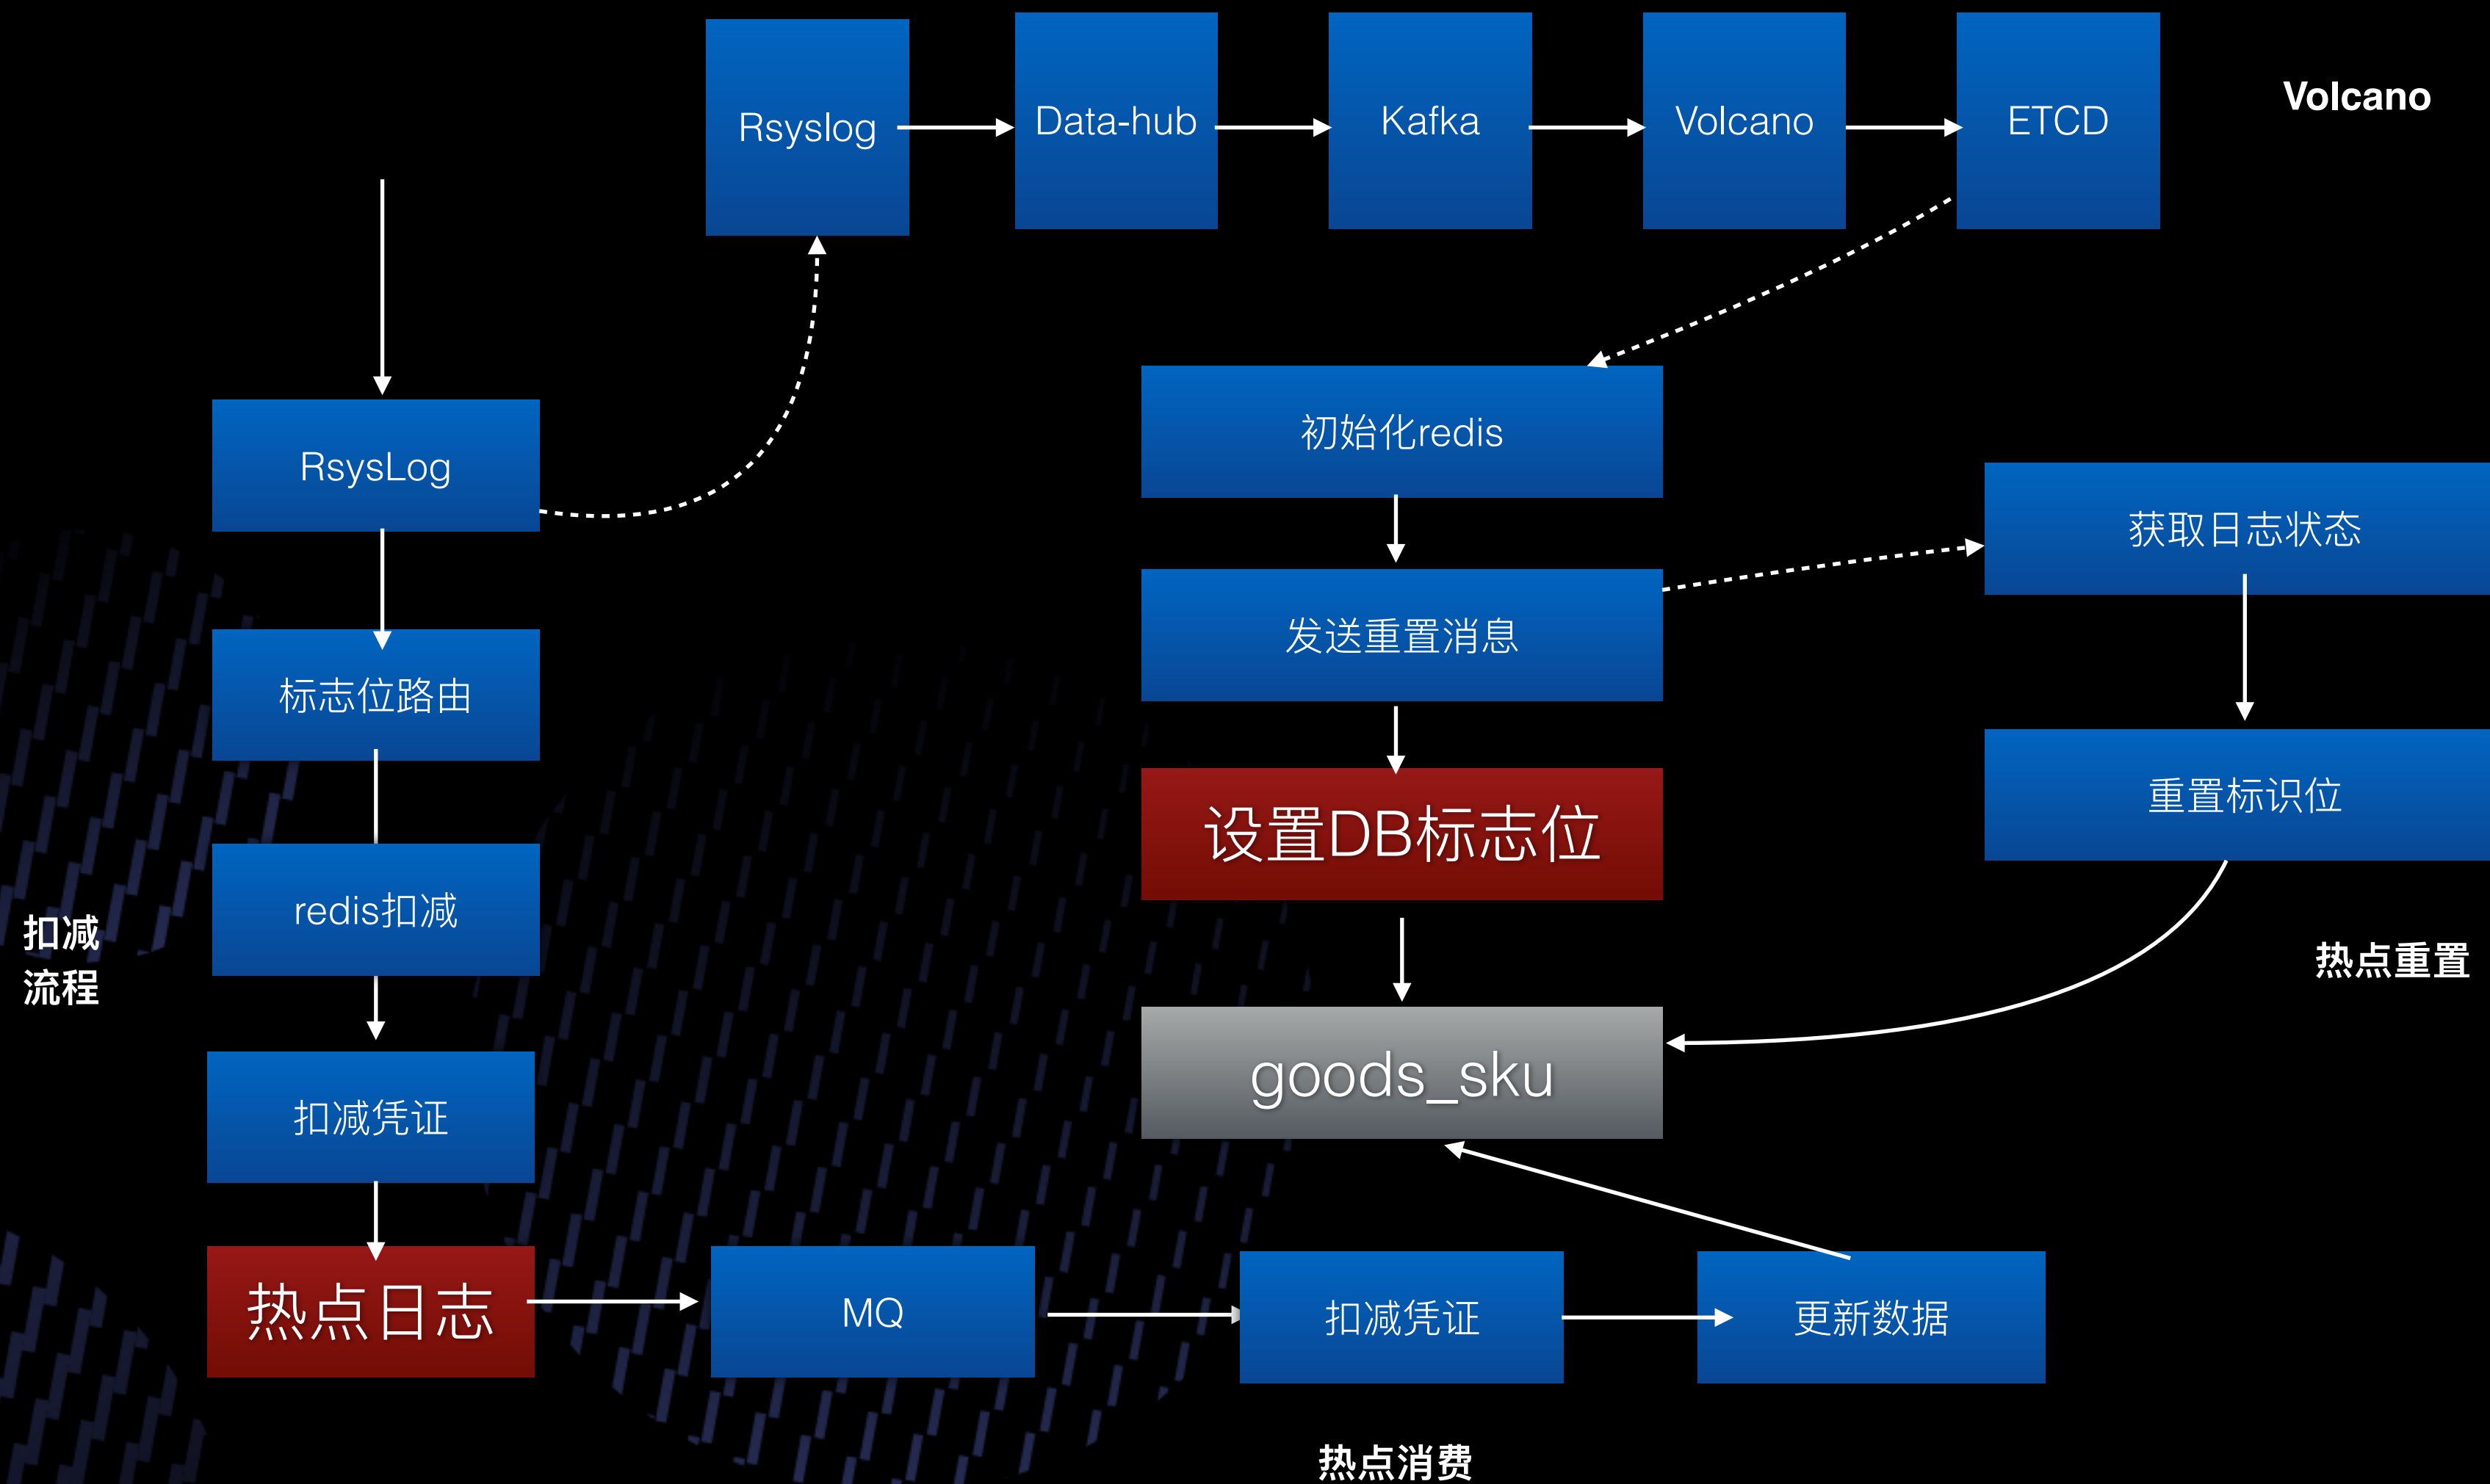 Rsyslog
Data-hub
Kafka
Volcano
ETCD
Volcano
RsysLog
标志位路由
redis扣减
扣减凭证
热点日志
扣减
流程
初始化redis
发送重置消息
设置DB标志位
goods_sku
获取日志状态
重置标识位
热点重置
MQ
扣减凭证
更新数据
热点消费